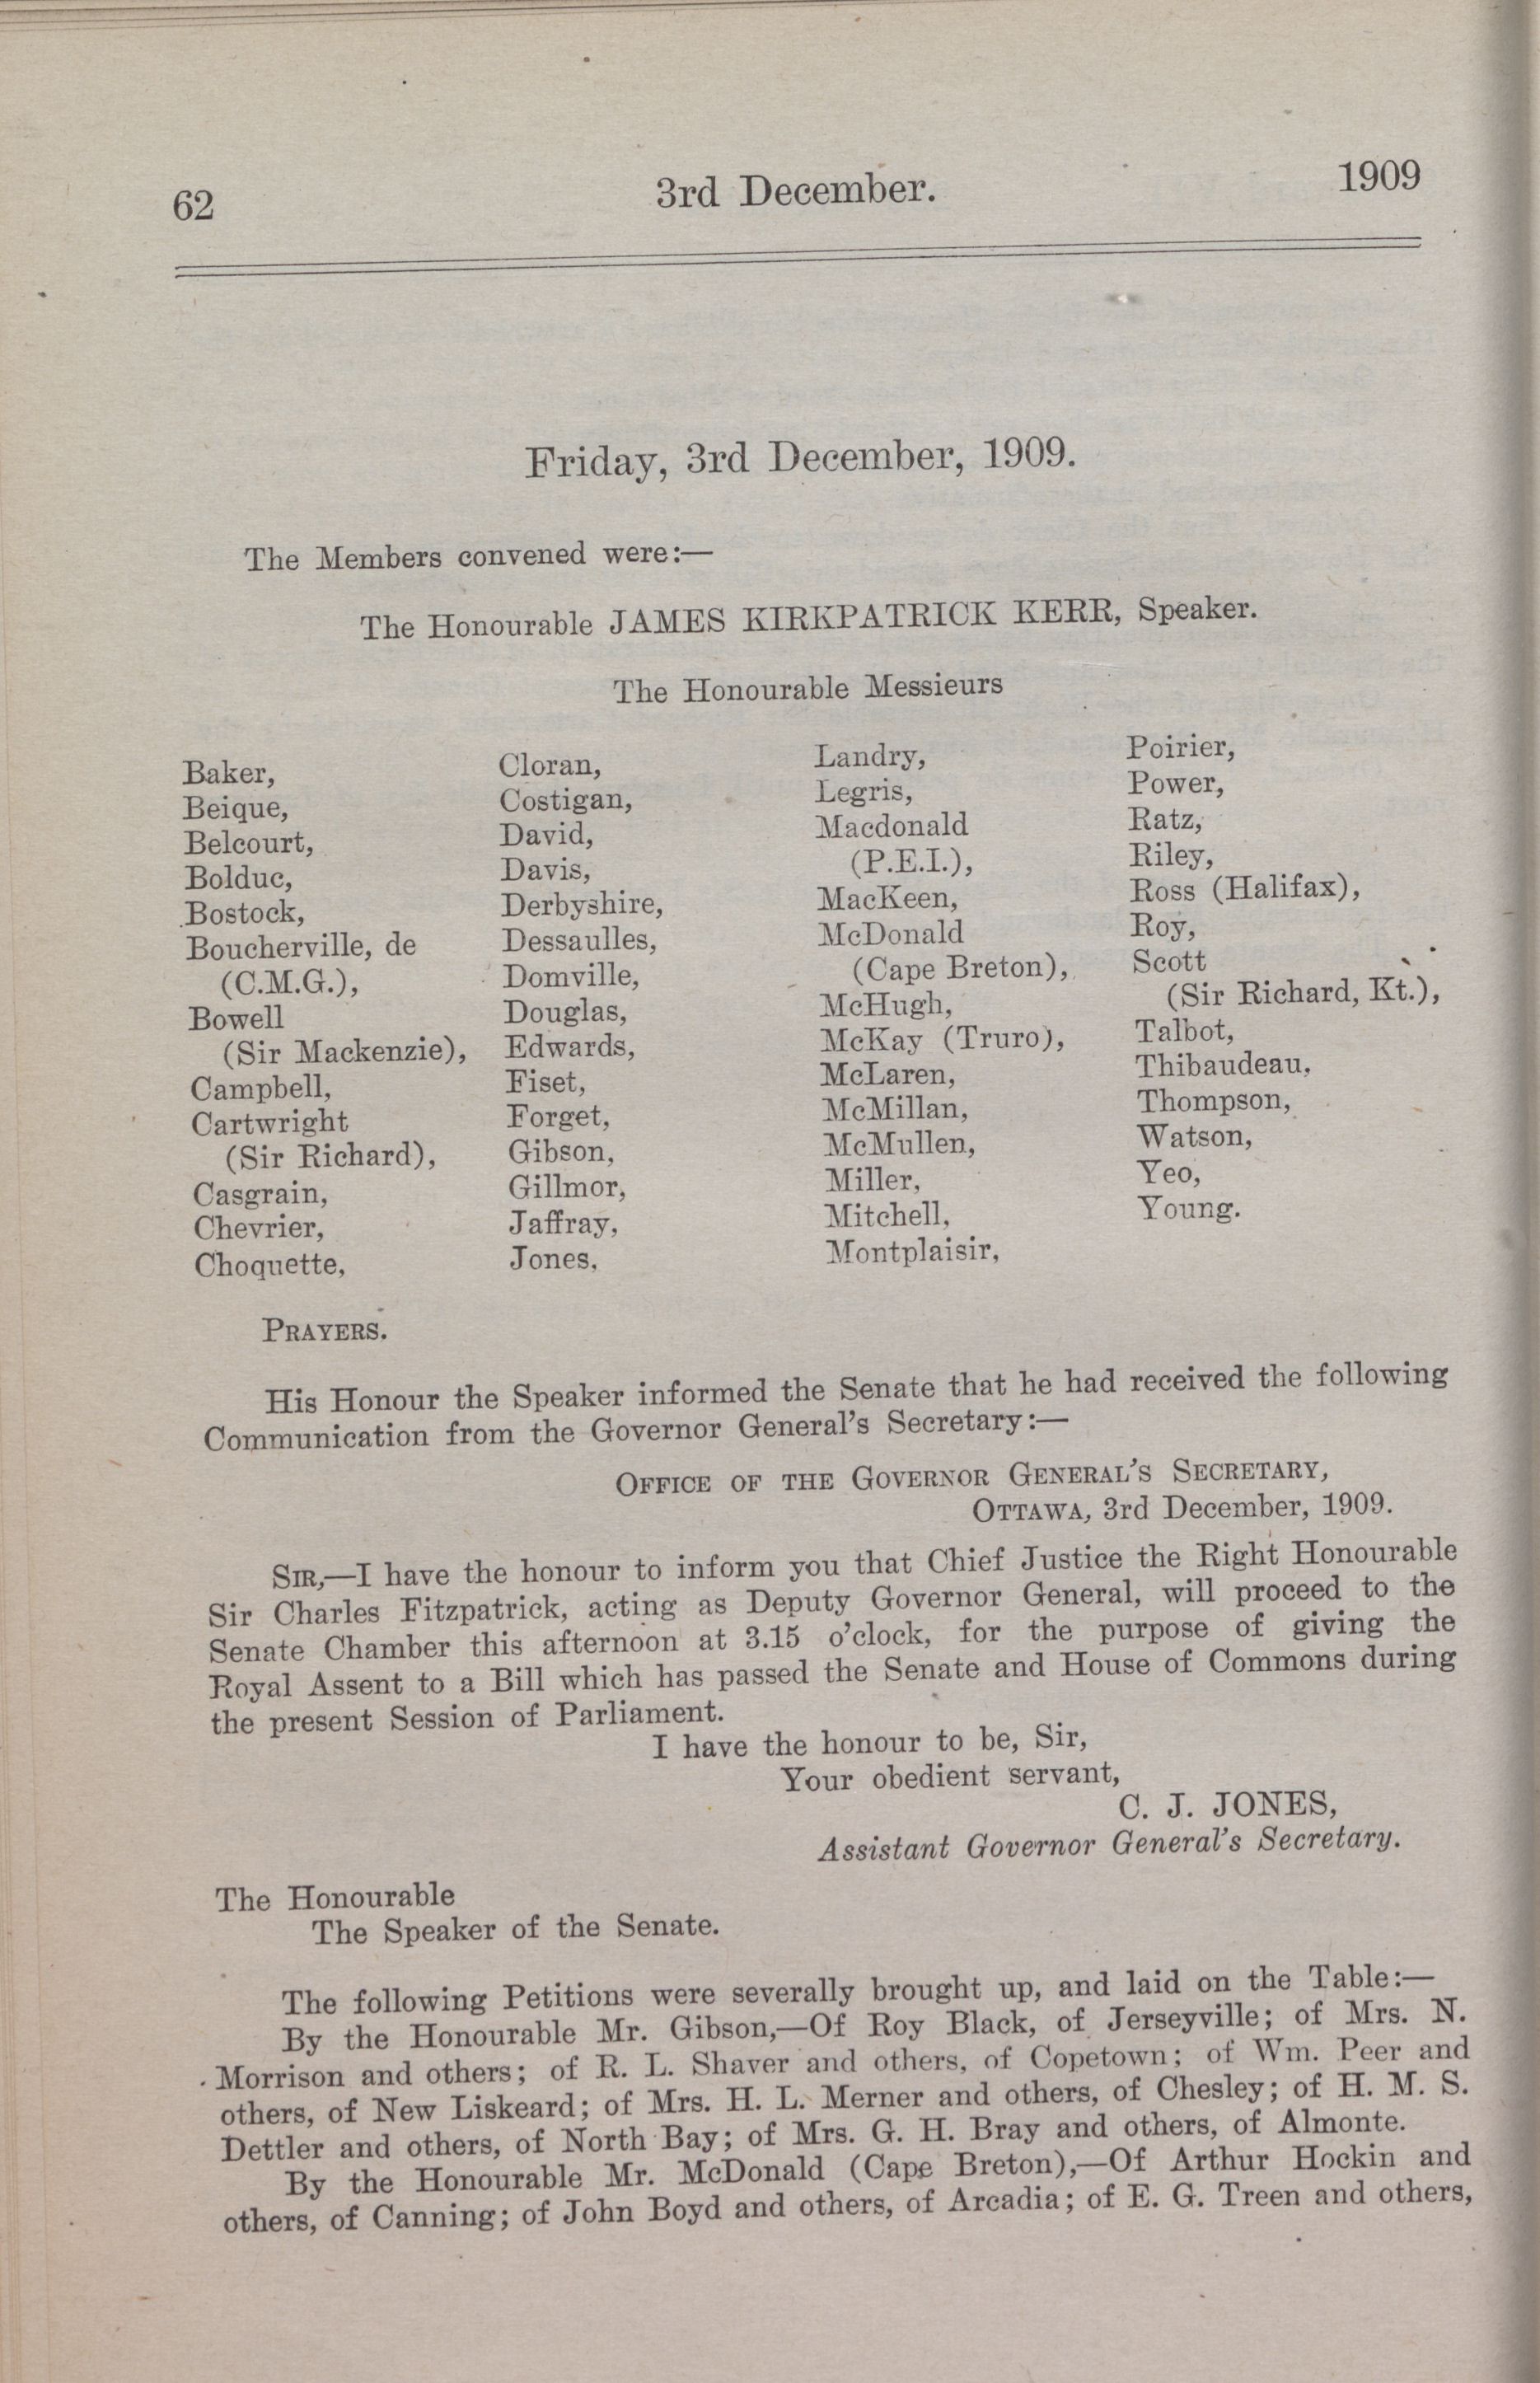 62
3rd December.
1909
Friday, 3rd December, 1909.
The Members convened were:—
The Honourable JAMES KIRKPATRICK KERR, Speaker.
The Honourable Messieurs
Baker,
Beique,
Belcourt,
Bolduc,
Bostock,
Boucherville, de
(C.M.G.),
Bowell
(Sir Mackenzie),
Campbell,
Cartwright
(Sir Richard),
Casgrain,
Chevrier,
Choquette,
Cloran,
Costigan,
David,
Davis,
Derbyshire,
Dessaulles,
Domville,
Douglas,
Edwards,
Fiset,
Forget,
Gibson,
Gillmor,
Jaffray,
Jones,
Landry,
Legris,
Macdonald
(P.E.I.),
MacKeen,
McDonald
(Cape Breton),
McHugh,
McKay (Truro),
McLaren,
McMillan,
McMullen,
Miller,
Mitchell,
Montplaisir,
Poirier,
Power,
Ratz,
Riley,
Ross (Halifax),
Roy,
Scott
(Sir Richard, Kt.),
Talbot,
Thibaudeau,
Thompson,
Watson,
Yeo,
Young.
PRAYERS.
His Honour the Speaker informed the Senate that he had received the following
Communication from the Governor General's Secretary:—
OFFICE OF THE GOVERNOR GENERAL'S SECRETARY,
OTTAWA, 3rd December, 1909.
SIR,—I have the honour to inform you that Chief Justice the Right Honourable
Sir Charles Fitzpatrick, acting as Deputy Governor General, will proceed to the
Senate Chamber this afternoon at 3.15 o'clock, for the purpose of giving the
Royal Assent to a Bill which has passed the Senate and House of Commons during
the present Session of Parliament.
I have the honour to be, Sir,
Your obedient servant,
C. J. JONES,
Assistant Governor General's Secretary.
The Honourable
The Speaker of the Senate.
The following Petitions were severally brought up, and laid on the Table:—
By the Honourable Mr. Gibson,—Of Roy Black, of Jerseyville; of Mrs. N.
Morrison and others; of R. L. Shaver and others, of Copetown; of Wm. Peer and
others, of New Liskeard; of Mrs. H. L. Merner and others, of Chesley; of H. M. S.
Dettler and others, of North Bay; of Mrs. G. H. Bray and others, of Almonte.
By the Honourable Mr. McDonald (Cape Breton),—Of Arthur Hockin and
others, of Canning; of John Boyd and others, of Arcadia; of E. G. Treen and others,